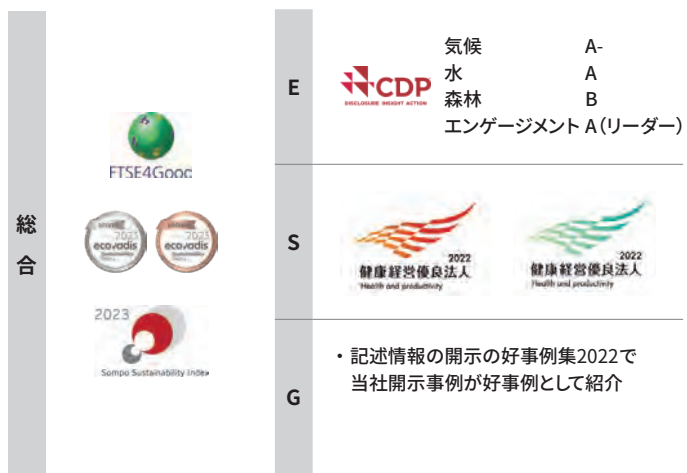 総合
FTSE4Good
2023
ecovadis
Sustainability
2023
ecovadis
Sustainability
2023
Sompo Sustainability Index
E
CDP
DISCLOSURE INSIGHT ACTION
気候 A-
水 A
森林 B
エンゲージメント A（リーダー）
S
2022
健康経営優良法人
Health and productivity
2022
健康経営優良法人
Health and productivity
G
・記述情報の開示の好事例集2022で
当社開示事例が好事例として紹介